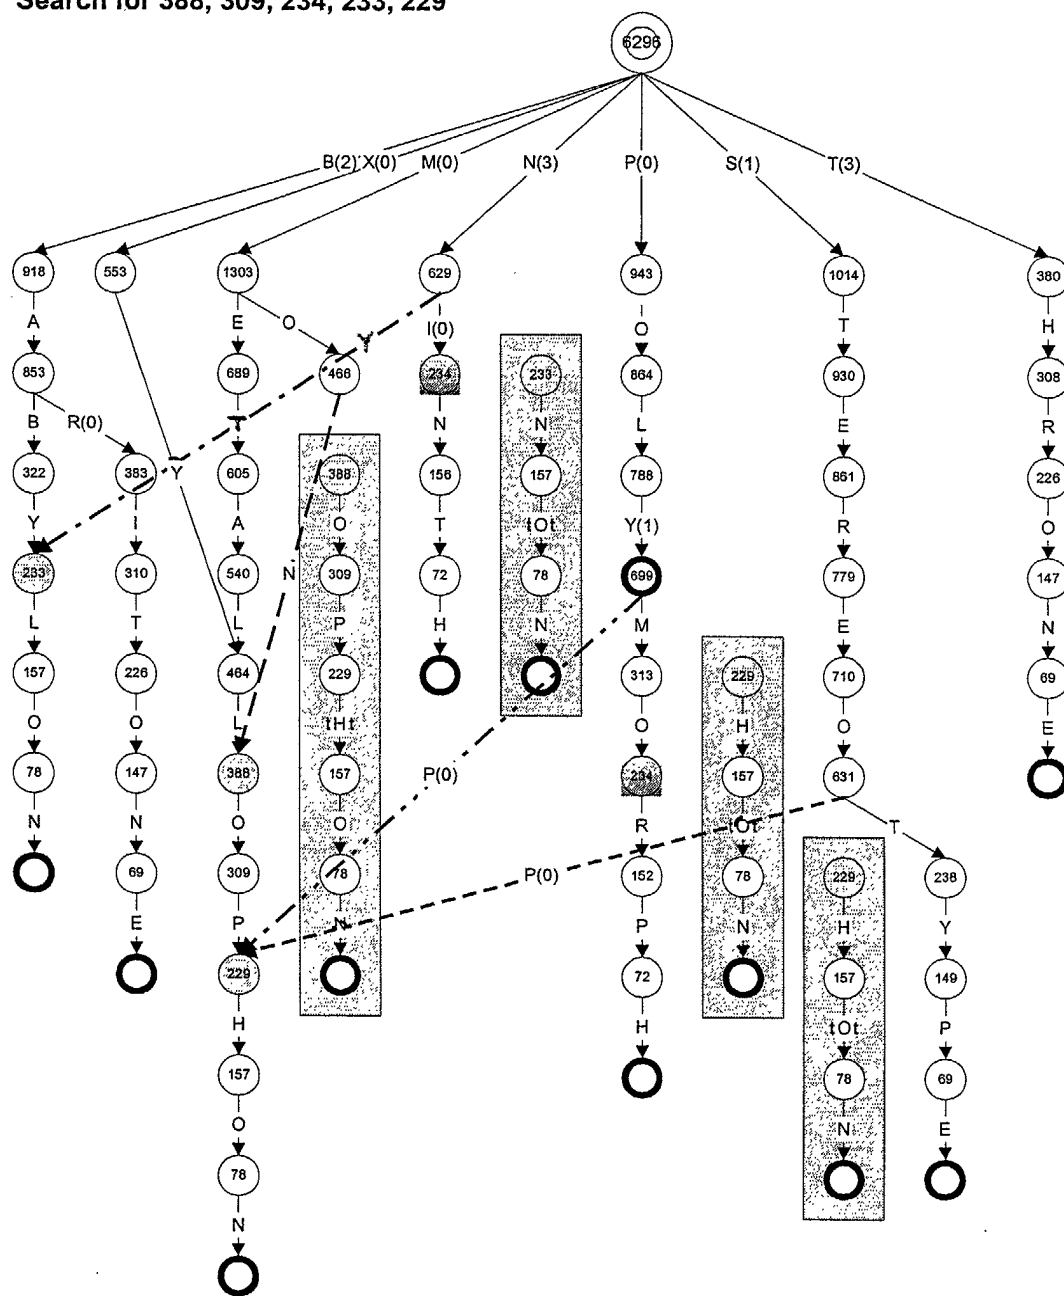 Search for 388, 309, 234, 233, 229
6296
B(2) X(0) M(0) N(3) P(0) S(1) T(3)
918 553 1303 629 943 1014 380
A E O I(0) O T H
Y
853 689 466 234 233 864 930 308
B R(0) T N N L E R
322 383 Y 605 388 156 157 788 861 226
Y I A O T tOt Y(1) R O
233 310 540 N 309 72 78 699 779 147
L T L P H N M E N
157 226 464 229 313 229 710 69
O O L tHt O H O E
78 147 388 157 P(0) 234 157 631
N N O O R tOt T
69 309 78 P(0) 152 78 229 238
E P N P N H Y
229 72 157 149
H H tOt P
157 78 69
O N E
78
N